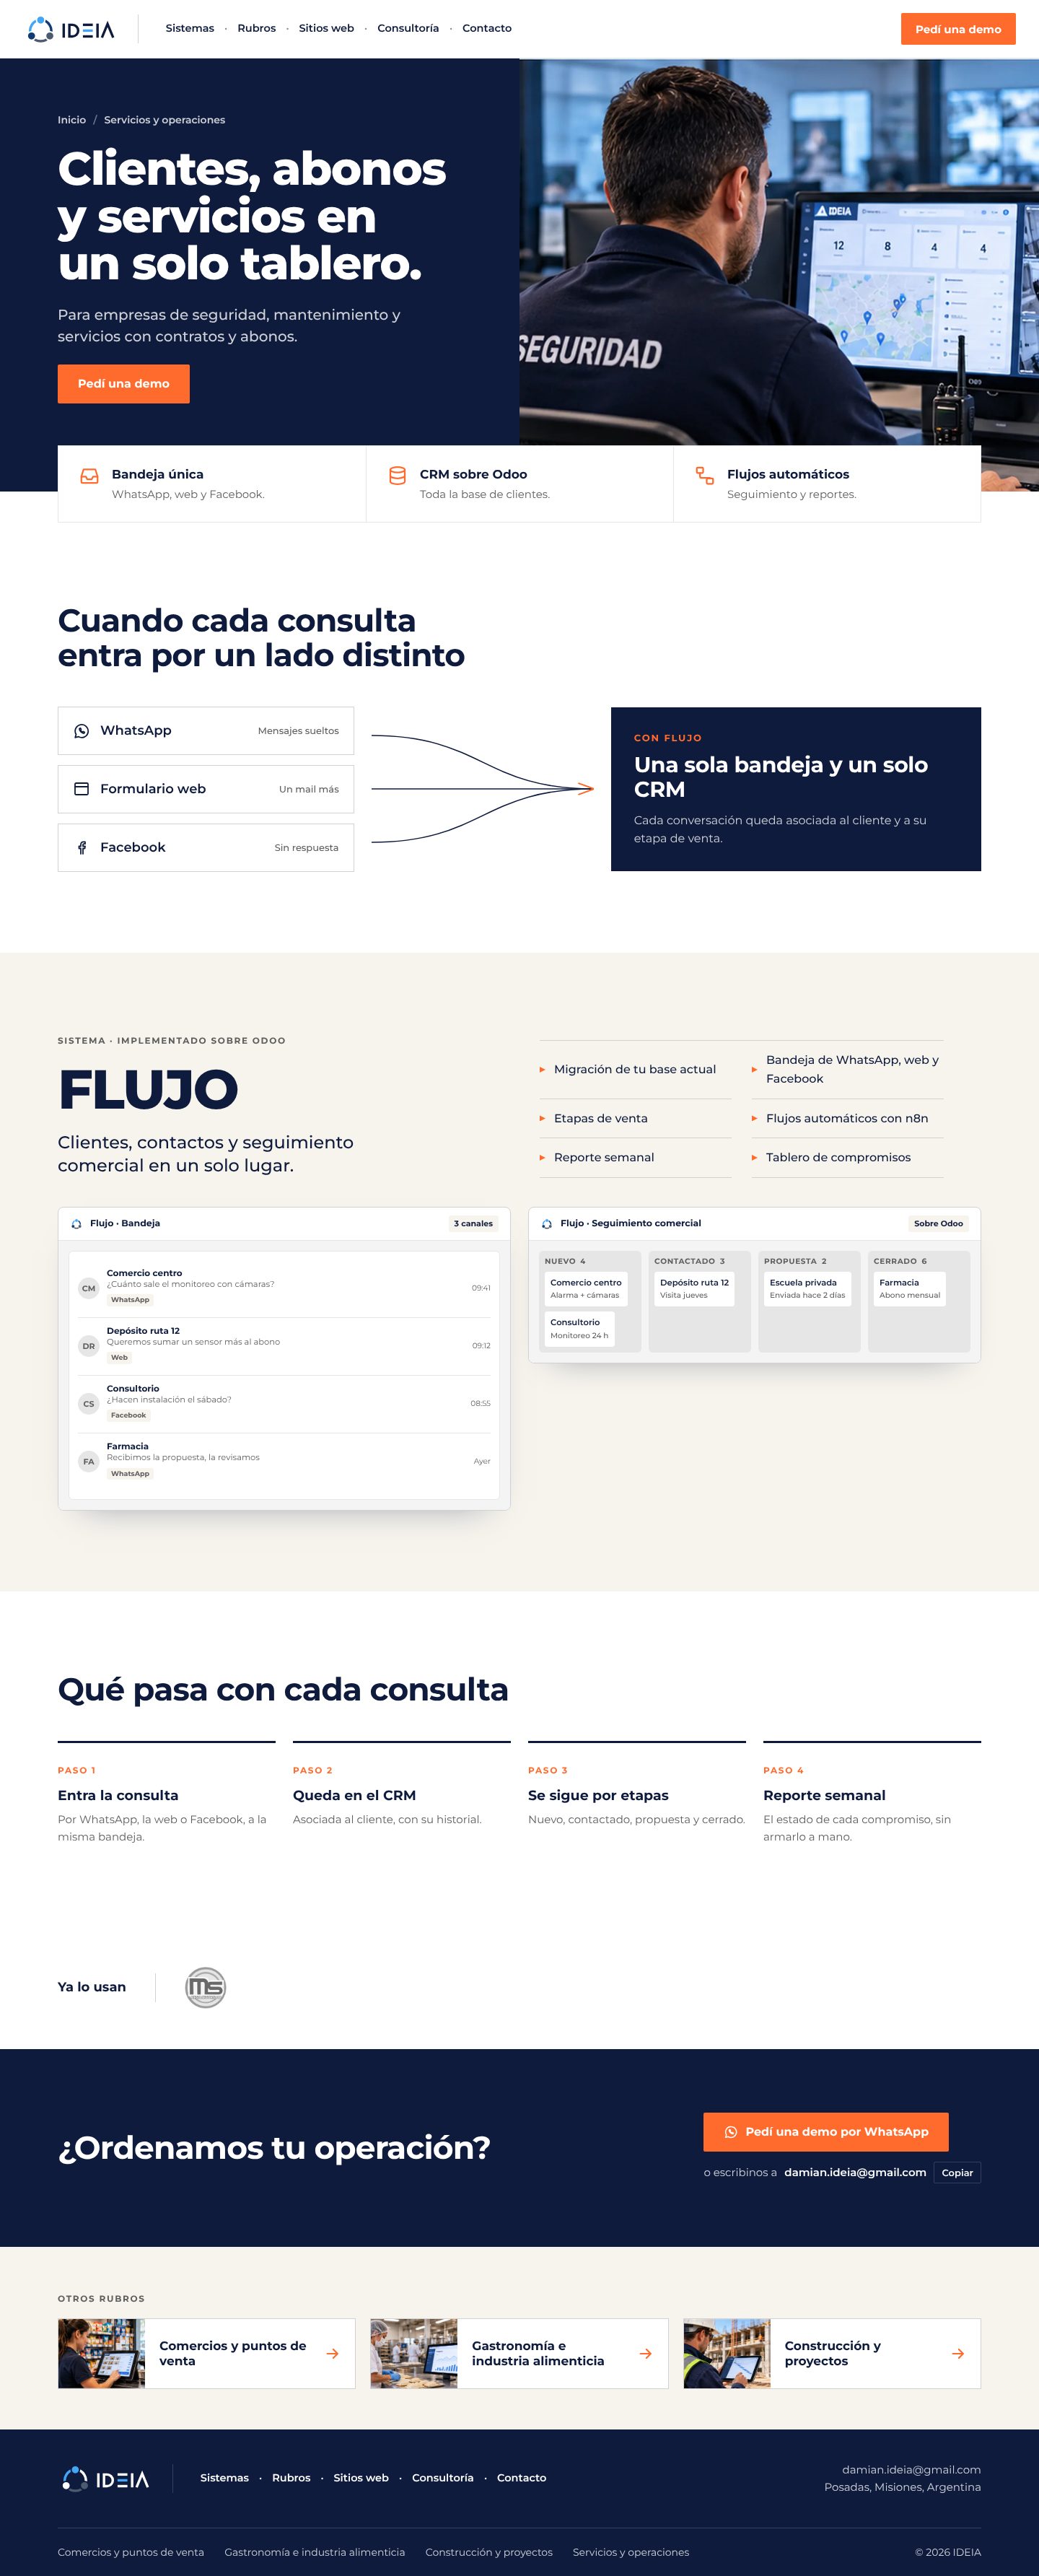 IDEIA
Sistemas · Rubros · Sitios web · Consultoría · Contacto
Pedí una demo
Inicio / Servicios y operaciones
Clientes, abonos
y servicios en
un solo tablero.
Para empresas de seguridad, mantenimiento y
servicios con contratos y abonos.
Pedí una demo
IDEIA
12 8 4 4
SEGURIDAD
Bandeja única
WhatsApp, web y Facebook.
CRM sobre Odoo
Toda la base de clientes.
Flujos automáticos
Seguimiento y reportes.
Cuando cada consulta
entra por un lado distinto
WhatsApp Mensajes sueltos
Formulario web Un mail más
Facebook Sin respuesta
CON FLUJO
Una sola bandeja y un solo
CRM
Cada conversación queda asociada al cliente y a su
etapa de venta.
SISTEMA · IMPLEMENTADO SOBRE ODOO
FLUJO
Clientes, contactos y seguimiento
comercial en un solo lugar.
Migración de tu base actual
Bandeja de WhatsApp, web y
Facebook
Etapas de venta
Flujos automáticos con n8n
Reporte semanal
Tablero de compromisos
Flujo · Bandeja 3 canales
CM
Comercio centro
¿Cuánto sale el monitoreo con cámaras?
WhatsApp
09:41
DR
Depósito ruta 12
Queremos sumar un sensor más al abono
Web
09:12
CS
Consultorio
¿Hacen instalación el sábado?
Facebook
08:55
FA
Farmacia
Recibimos la propuesta, la revisamos
WhatsApp
Ayer
Flujo · Seguimiento comercial Sobre Odoo
NUEVO 4
Comercio centro
Alarma + cámaras
Consultorio
Monitoreo 24 h
CONTACTADO 3
Depósito ruta 12
Visita jueves
PROPUESTA 2
Escuela privada
Enviada hace 2 días
CERRADO 6
Farmacia
Abono mensual
Qué pasa con cada consulta
PASO 1
Entra la consulta
Por WhatsApp, la web o Facebook, a la
misma bandeja.
PASO 2
Queda en el CRM
Asociada al cliente, con su historial.
PASO 3
Se sigue por etapas
Nuevo, contactado, propuesta y cerrado.
PASO 4
Reporte semanal
El estado de cada compromiso, sin
armarlo a mano.
Ya lo usan
MS
¿Ordenamos tu operación?
Pedí una demo por WhatsApp
o escribinos a damian.ideia@gmail.com Copiar
OTROS RUBROS
Comercios y puntos de
venta
Gastronomía e
industria alimenticia
Construcción y
proyectos
IDEIA
Sistemas · Rubros · Sitios web · Consultoría · Contacto
damian.ideia@gmail.com
Posadas, Misiones, Argentina
Comercios y puntos de venta Gastronomía e industria alimenticia Construcción y proyectos Servicios y operaciones
© 2026 IDEIA